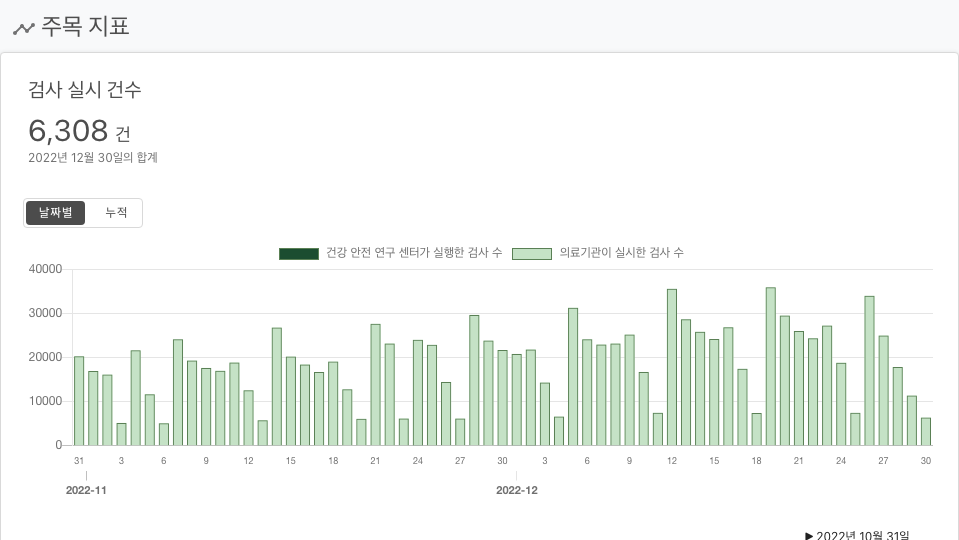 주목 지표
검사 실시 건수
6,308 건
2022년 12월 30일의 합계
날짜별 누적
건강 안전 연구 센터가 실행한 검사 수 의료기관이 실시한 검사 수
40000
30000
20000
10000
0
31 3 6 9 12 15 18 21 24 27 30 3 6 9 12 15 18 21 24 27 30
2022-11 2022-12
▶ 2022년 10월 31일